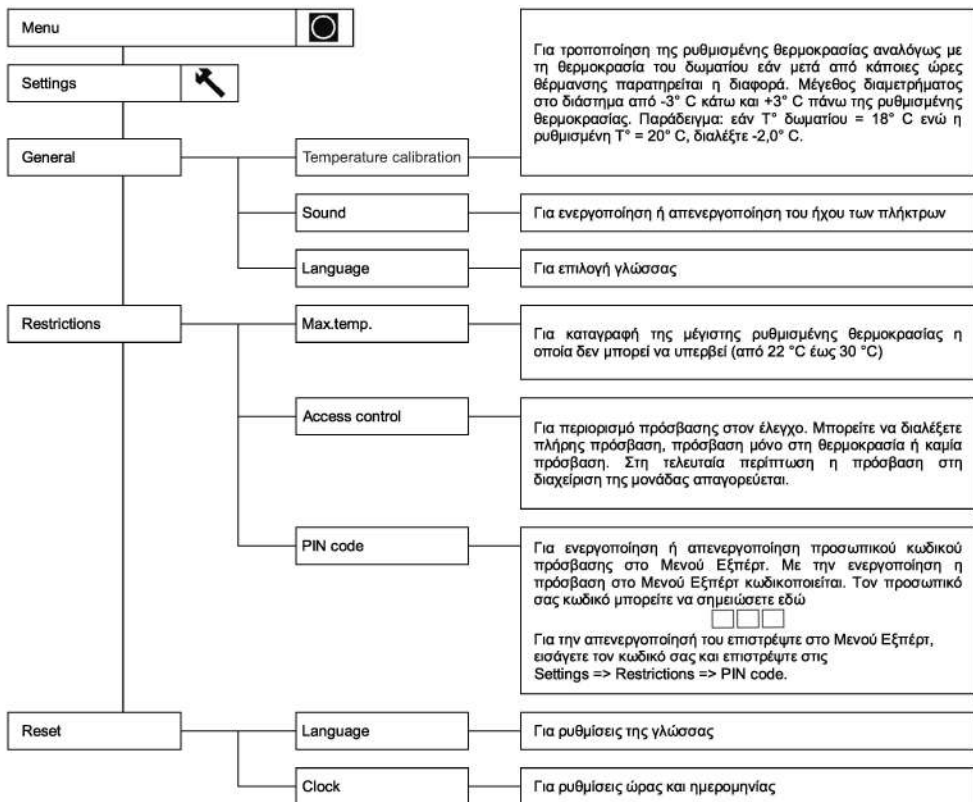 Menu
Settings
General
Temperature calibration
Για τροποποίηση της ρυθμισμένης θερμοκρασίας αναλόγως με
τη θερμοκρασία του δωματίου εάν μετά από κάποιες ώρες
θέρμανσης παρατηρείται η διαφορά. Μέγεθος διαμετρήματος
στο διάστημα από -3° C κάτω και +3° C πάνω της ρυθμισμένης
θερμοκρασίας. Παράδειγμα: εάν Τ° δωματίου = 18° C ενώ η
ρυθμισμένη Τ° = 20° C, διαλέξτε -2,0° C.
Sound
Για ενεργοποίηση ή απενεργοποίηση του ήχου των πλήκτρων
Language
Για επιλογή γλώσσας
Restrictions
Max.temp.
Για καταγραφή της μέγιστης ρυθμισμένης θερμοκρασίας η
οποία δεν μπορεί να υπερβεί (από 22 °C έως 30 °C)
Access control
Για περιορισμό πρόσβασης στον έλεγχο. Μπορείτε να διαλέξετε
πλήρης πρόσβαση, πρόσβαση μόνο στη θερμοκρασία ή καμία
πρόσβαση. Στη τελευταία περίπτωση η πρόσβαση στη
διαχείριση της μονάδας απαγορεύεται.
PIN code
Για ενεργοποίηση ή απενεργοποίηση προσωπικού κωδικού
πρόσβασης στο Μενού Εξπέρτ. Με την ενεργοποίηση η
πρόσβαση στο Μενού Εξπέρτ κωδικοποιείται. Τον προσωπικό
σας κωδικό μπορείτε να σημειώσετε εδώ
Για την απενεργοποίησή του επιστρέψτε στο Μενού Εξπέρτ,
εισάγετε τον κωδικό σας και επιστρέψτε στις
Settings => Restrictions => PIN code.
Reset
Language
Για ρυθμίσεις της γλώσσας
Clock
Για ρυθμίσεις ώρας και ημερομηνίας